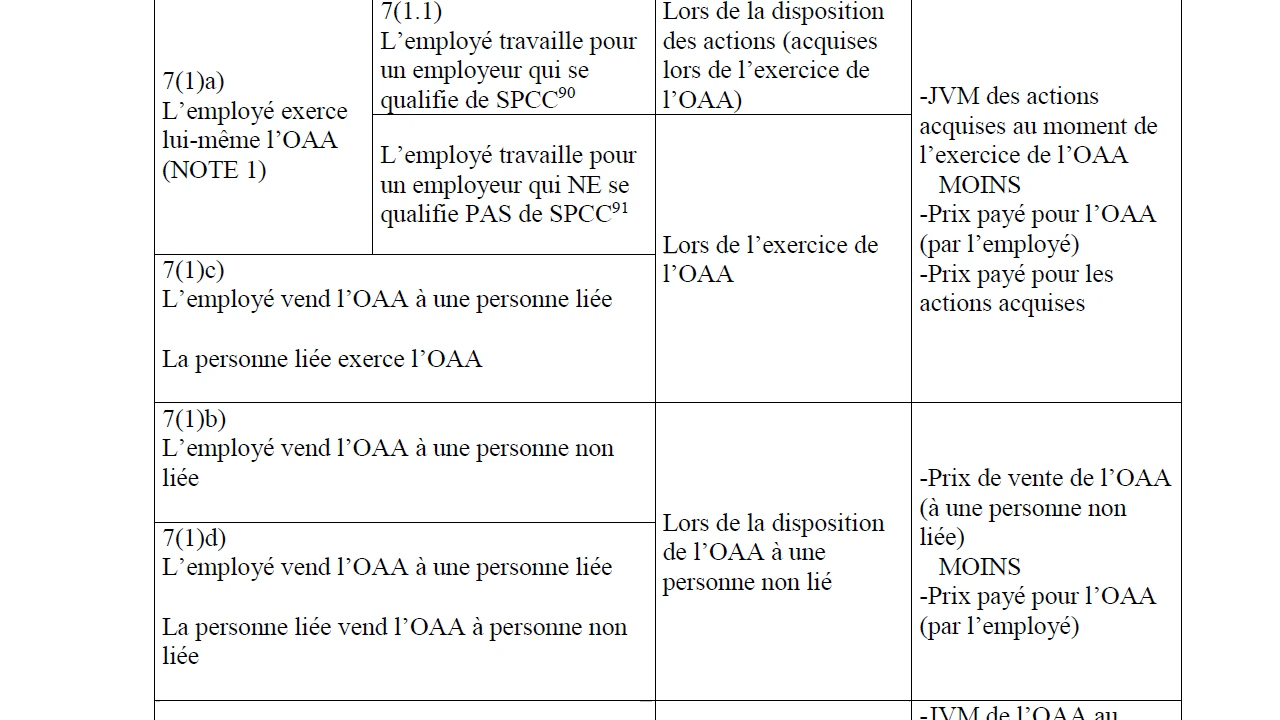 7(1)a)
L’employé exerce
lui-même l’OAA
(NOTE 1)
7(1.1)
L’employé travaille pour
un employeur qui se
qualifie de SPCC90
Lors de la disposition
des actions (acquises
lors de l’exercice de
l’OAA)
-JVM des actions
acquises au moment de
l’exercice de l’OAA
MOINS
-Prix payé pour l’OAA
(par l’employé)
-Prix payé pour les
actions acquises
L’employé travaille pour
un employeur qui NE se
qualifie PAS de SPCC91
Lors de l’exercice de
l’OAA
7(1)c)
L’employé vend l’OAA à une personne liée
La personne liée exerce l’OAA
7(1)b)
L’employé vend l’OAA à une personne non
liée
Lors de la disposition
de l’OAA à une
personne non lié
-Prix de vente de l’OAA
(à une personne non
liée)
MOINS
-Prix payé pour l’OAA
(par l’employé)
7(1)d)
L’employé vend l’OAA à une personne liée
La personne liée vend l’OAA à personne non
liée
-JVM de l’OAA au